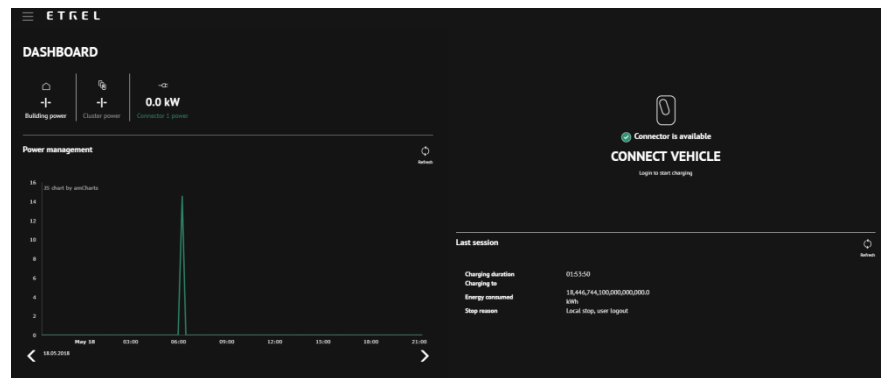 ETREL
DASHBOARD
-|- -|- 0.0 kW
Building power Cluster power Connector 1 power
Power management
Refresh
16
JS chart by amCharts
14
12
10
8
6
4
2
0
May 18 03:00 06:00 09:00 12:00 15:00 18:00 21:00
18.05.2018
Connector is available
CONNECT VEHICLE
Login to start charging
Last session
Refresh
Charging duration 01:53:50
Charging to
Energy consumed 18,446,744,100,000,000,000.0
kWh
Stop reason Local stop, user logout